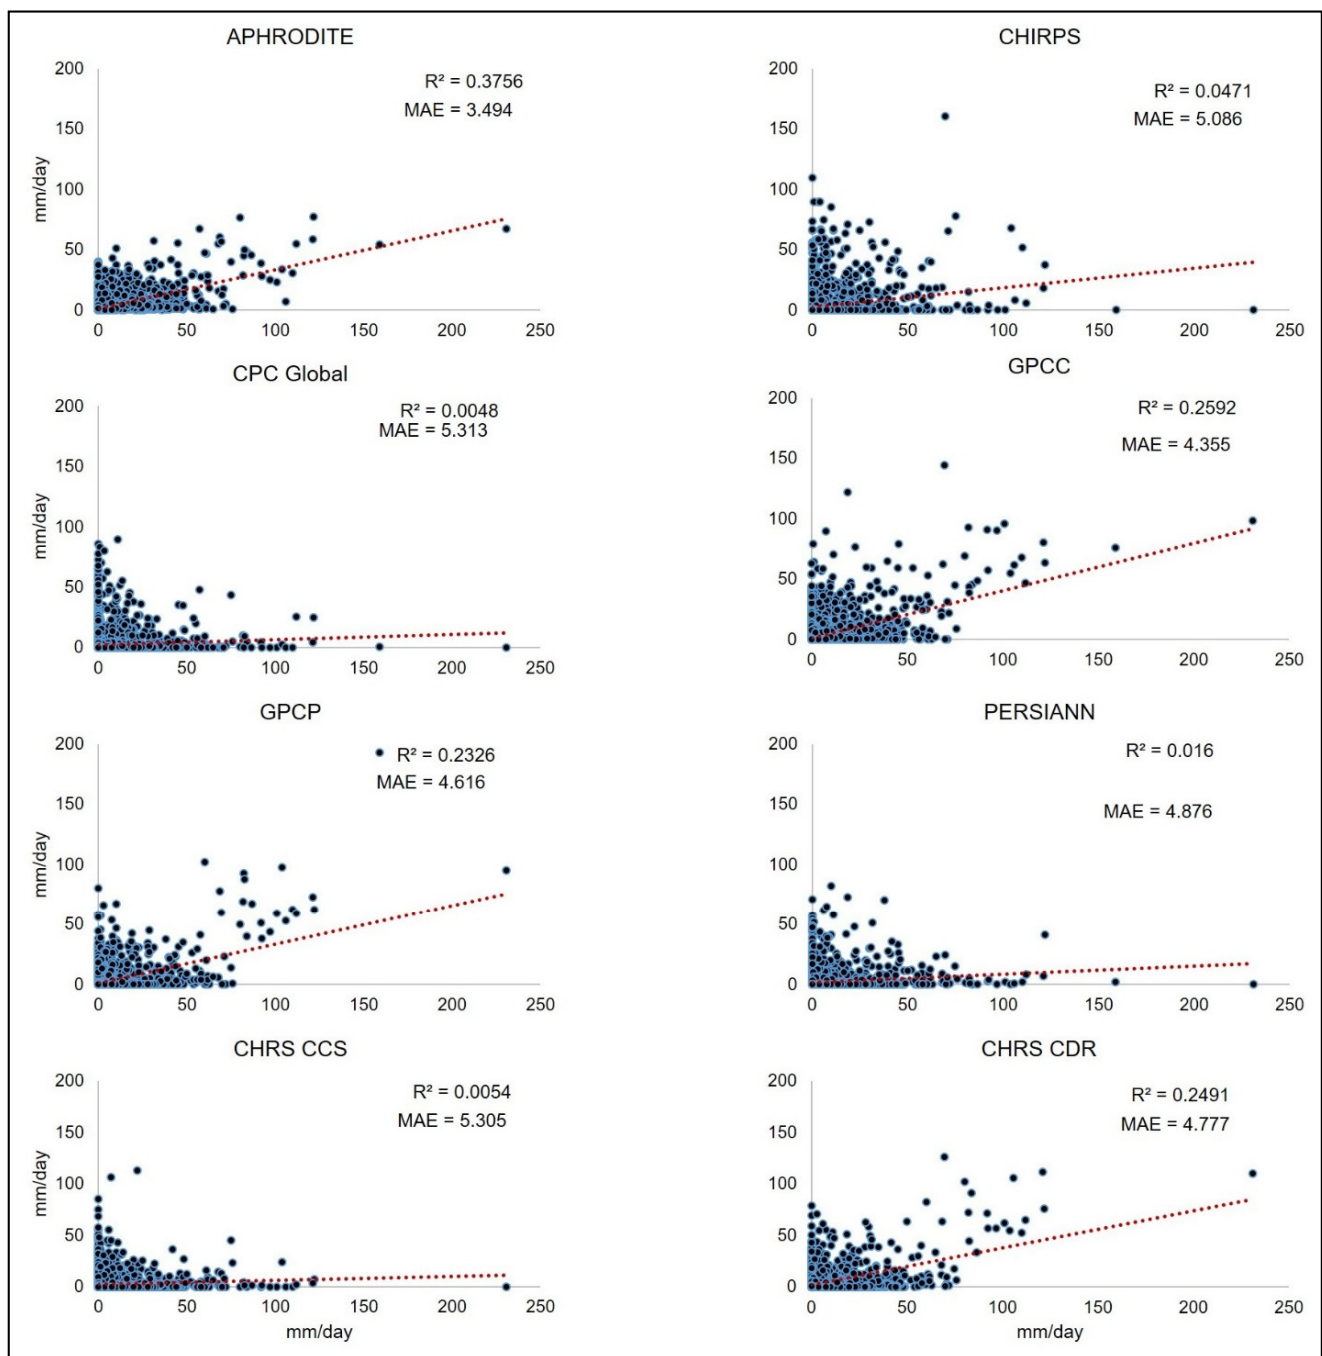 APHRODITE
200
150
100
50
0
mm/day
R² = 0.3756
MAE = 3.494
0 50 100 150 200 250
CHIRPS
200
150
100
50
0
R² = 0.0471
MAE = 5.086
0 50 100 150 200 250
CPC Global
200
150
100
50
0
mm/day
R² = 0.0048
MAE = 5.313
0 50 100 150 200 250
GPCC
200
150
100
50
0
R² = 0.2592
MAE = 4.355
0 50 100 150 200 250
GPCP
200
150
100
50
0
mm/day
R² = 0.2326
MAE = 4.616
0 50 100 150 200 250
PERSIANN
200
150
100
50
0
R² = 0.016
MAE = 4.876
0 50 100 150 200 250
CHRS CCS
200
150
100
50
0
mm/day
R² = 0.0054
MAE = 5.305
0 50 100 150 200 250
mm/day
CHRS CDR
200
150
100
50
0
R² = 0.2491
MAE = 4.777
0 50 100 150 200 250
mm/day